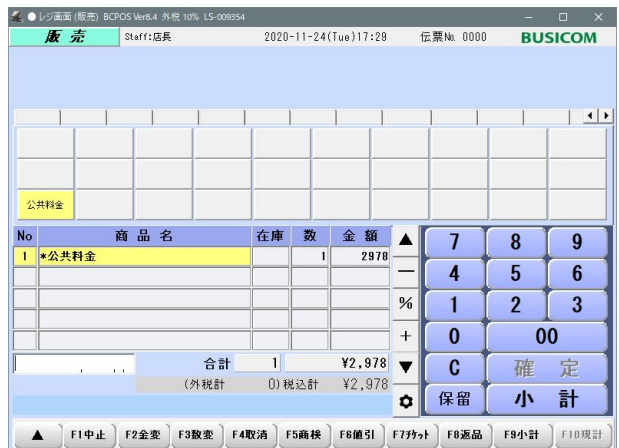 ● レジ画面 (販売) BCPOS Ver8.4 外税 10% LS-009354
販売 Staff:店長 2020-11-24(Tue)17:29 伝票№ 0000 BUSICOM
公共料金
No 商品名 在庫 数 金額 ▲ 7 8 9
1 *公共料金 1 2978
— 4 5 6
% 1 2 3
+ 0 00
合計 1 ¥2,978 ▼ C 確定
(外税計 0)税込計 ¥2,978 保留 小計
▲ F1中止 F2金変 F3数変 F4取消 F5商検 F6値引 F7チケット F8返品 F9小計 F10現計